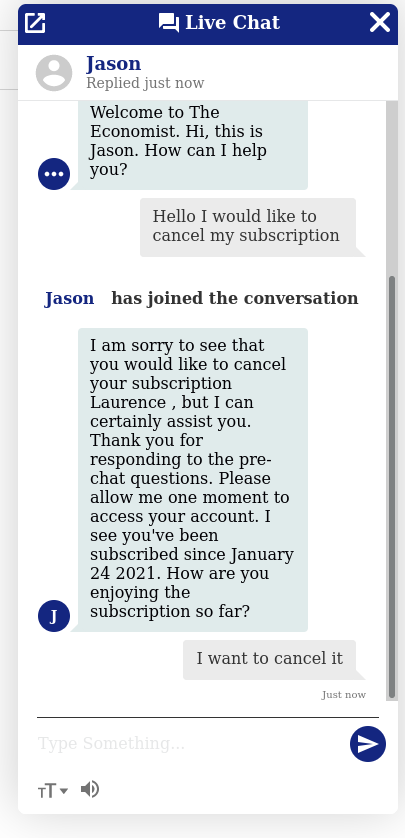 Live Chat
Jason
Replied just now
Welcome to The
Economist. Hi, this is
Jason. How can I help
you?
Hello I would like to
cancel my subscription
Jason has joined the conversation
I am sorry to see that
you would like to cancel
your subscription
Laurence , but I can
certainly assist you.
Thank you for
responding to the pre-
chat questions. Please
allow me one moment to
access your account. I
see you've been
subscribed since January
24 2021. How are you
enjoying the
subscription so far?
J
I want to cancel it
Just now
Type Something...
TT